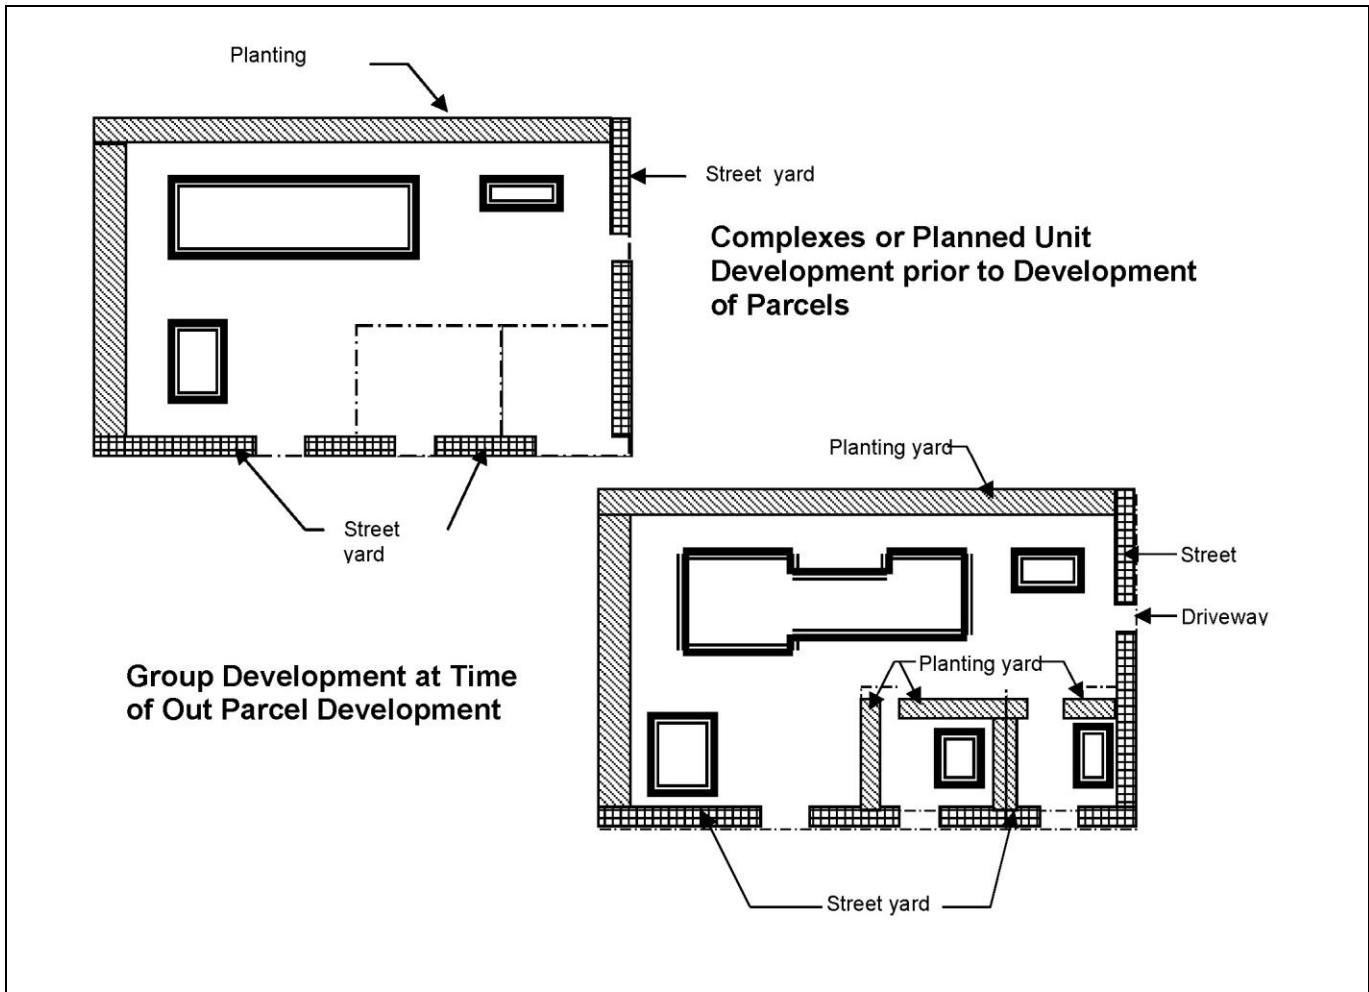 Planting
Street yard
Complexes or Planned Unit
Development prior to Development
of Parcels
Street
yard
Planting yard
Street
Driveway
Planting yard
Group Development at Time
of Out Parcel Development
Street yard